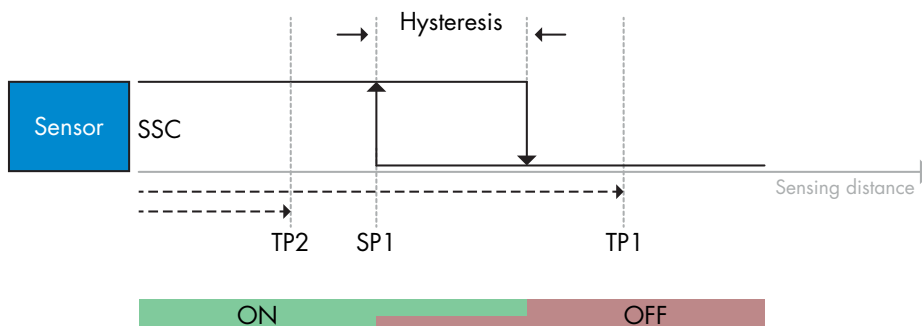 Hysteresis
Sensor
SSC
Sensing distance
TP2
SP1
TP1
ON
OFF